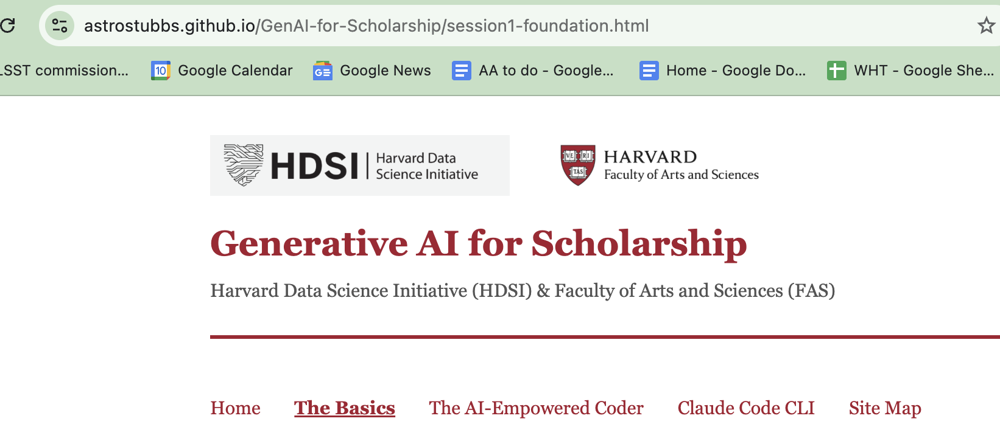 astrostubbs.github.io/GenAI-for-Scholarship/session1-foundation.html
LSST commission... 10 Google Calendar GE Google News AA to do - Google... Home - Google Do... WHT - Google She...
HDSI | Harvard Data
Science Initiative
VE RI TAS
HARVARD
Faculty of Arts and Sciences
Generative AI for Scholarship
Harvard Data Science Initiative (HDSI) & Faculty of Arts and Sciences (FAS)
Home The Basics The AI-Empowered Coder Claude Code CLI Site Map